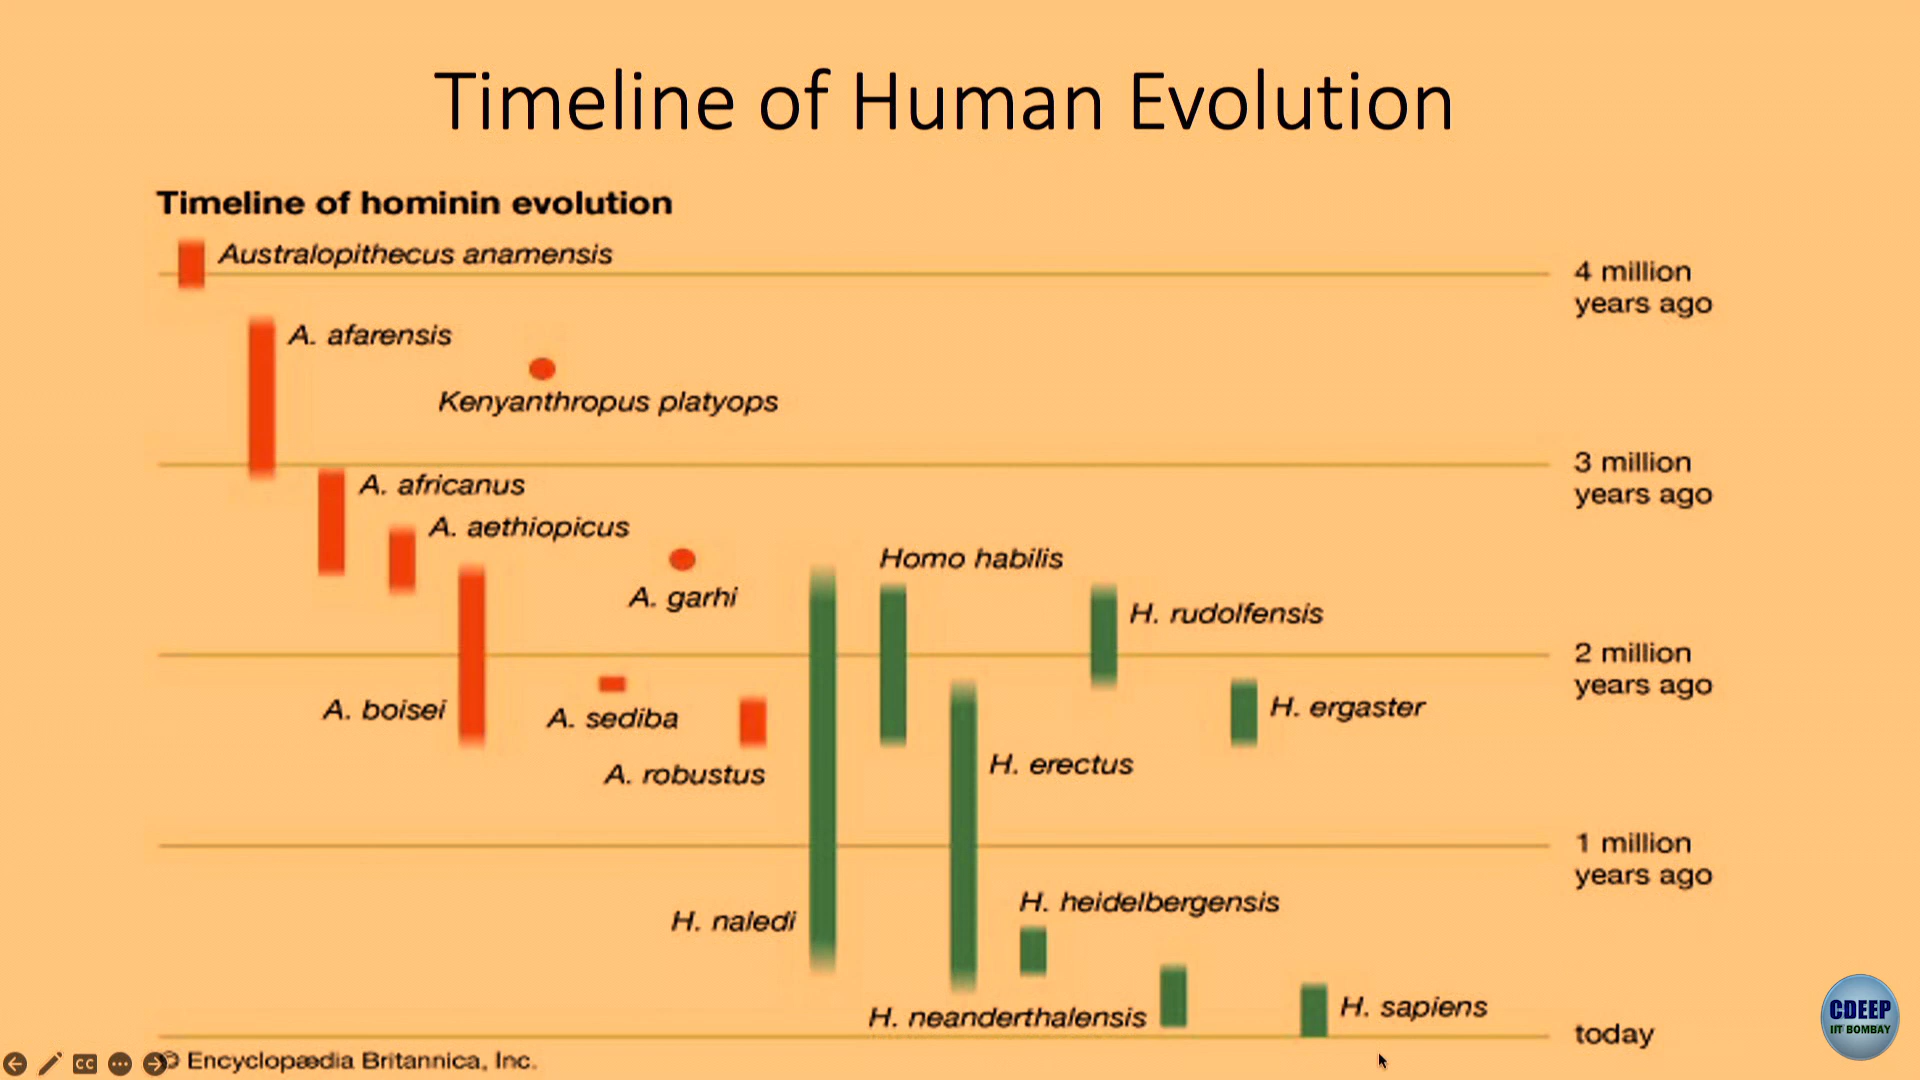 Timeline of Human Evolution
Timeline of hominin evolution
Australopithecus anamensis
4 million
years ago
A. afarensis
Kenyanthropus platyops
3 million
years ago
A. africanus
A. aethiopicus
Homo habilis
A. garhi
H. rudolfensis
2 million
years ago
A. boisei
A. sediba
H. ergaster
A. robustus
H. erectus
1 million
years ago
H. heidelbergensis
H. naledi
H. neanderthalensis
H. sapiens
today
CDEEP
IIT BOMBAY
CC
© Encyclopædia Britannica, Inc.